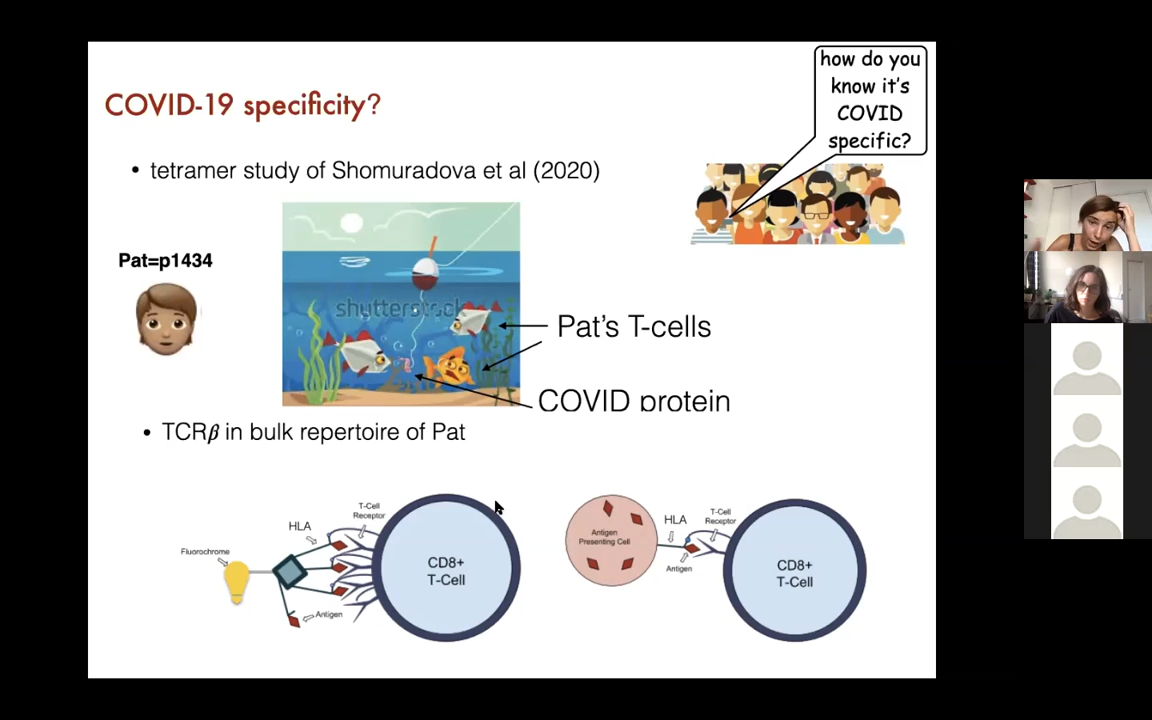 COVID-19 specificity?
how do you
know it's
COVID
specific?
• tetramer study of Shomuradova et al (2020)
Pat=p1434
shutterstock
Pat's T-cells
COVID protein
• TCRβ in bulk repertoire of Pat
Fluorochrome
HLA
T-Cell
Receptor
Antigen
CD8+
T-Cell
Antigen
Presenting Cell
HLA
T-Cell
Receptor
Antigen
CD8+
T-Cell